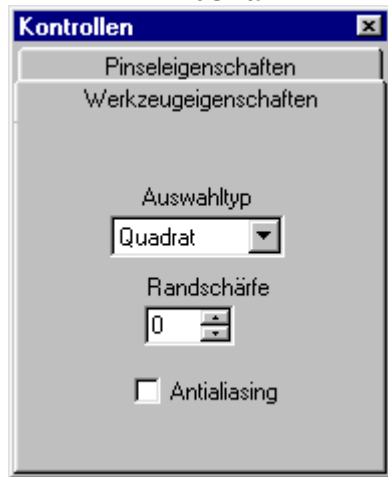 Kontrollen
Pinseleigenschaften
Werkzeugeigenschaften
Auswahltyp
Quadrat
Randschärfe
0
Antialiasing